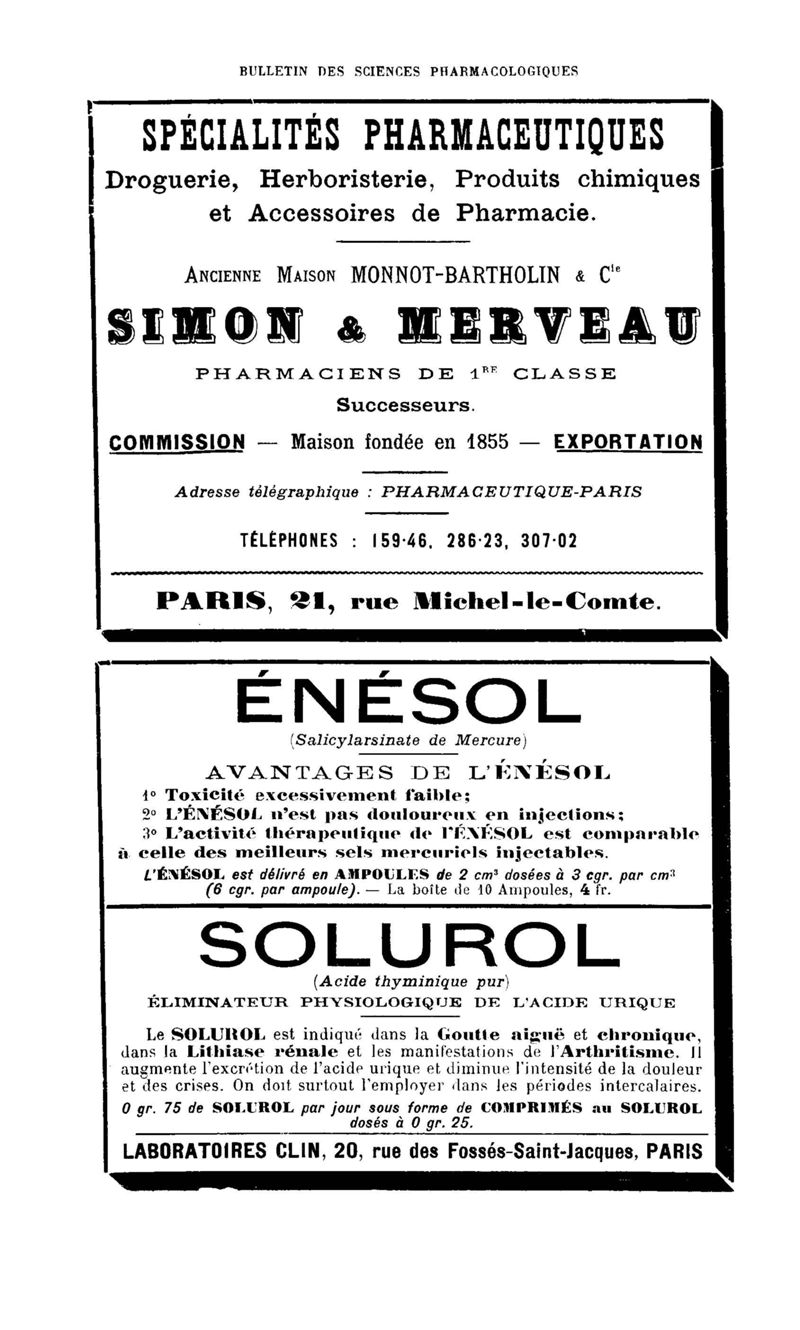 BULLETIN DES SCIENCES PHARMACOLOGIQUES
SPÉCIALITÉS PHARMACEUTIQUES
Droguerie, Herboristerie, Produits chimiques
et Accessoires de Pharmacie.
ANCIENNE MAISON MONNOT-BARTHOLIN & Cie
SIMON & MERVEAU
PHARMACIENS DE 1RE CLASSE
Successeurs.
COMMISSION — Maison fondée en 1855 — EXPORTATION
Adresse télégraphique : PHARMACEUTIQUE-PARIS
TÉLÉPHONES : 159-46, 286-23, 307-02
PARIS, 21, rue Michel-le-Comte.
ÉNÉSOL
(Salicylarsinate de Mercure)
AVANTAGES DE L'ÉNÉSOL
1º Toxicité excessivement faible;
2º L'ÉNÉSOL n'est pas douloureux en injections;
3º L'activité thérapeutique de l'ÉNÉSOL est comparable
à celle des meilleurs sels mercuriels injectables.
L'ÉNÉSOL est délivré en AMPOULES de 2 cm³ dosées à 3 cgr. par cm³
(6 cgr. par ampoule). — La boîte de 10 Ampoules, 4 fr.
SOLUROL
(Acide thyminique pur)
ÉLIMINATEUR PHYSIOLOGIQUE DE L'ACIDE URIQUE
Le SOLUROL est indiqué dans la Goutte aiguë et chronique,
dans la Lithiase rénale et les manifestations de l'Arthritisme. Il
augmente l'excrétion de l'acide urique et diminue l'intensité de la douleur
et des crises. On doit surtout l'employer dans les périodes intercalaires.
0 gr. 75 de SOLUROL par jour sous forme de COMPRIMÉS au SOLUROL
dosés à 0 gr. 25.
LABORATOIRES CLIN, 20, rue des Fossés-Saint-Jacques, PARIS